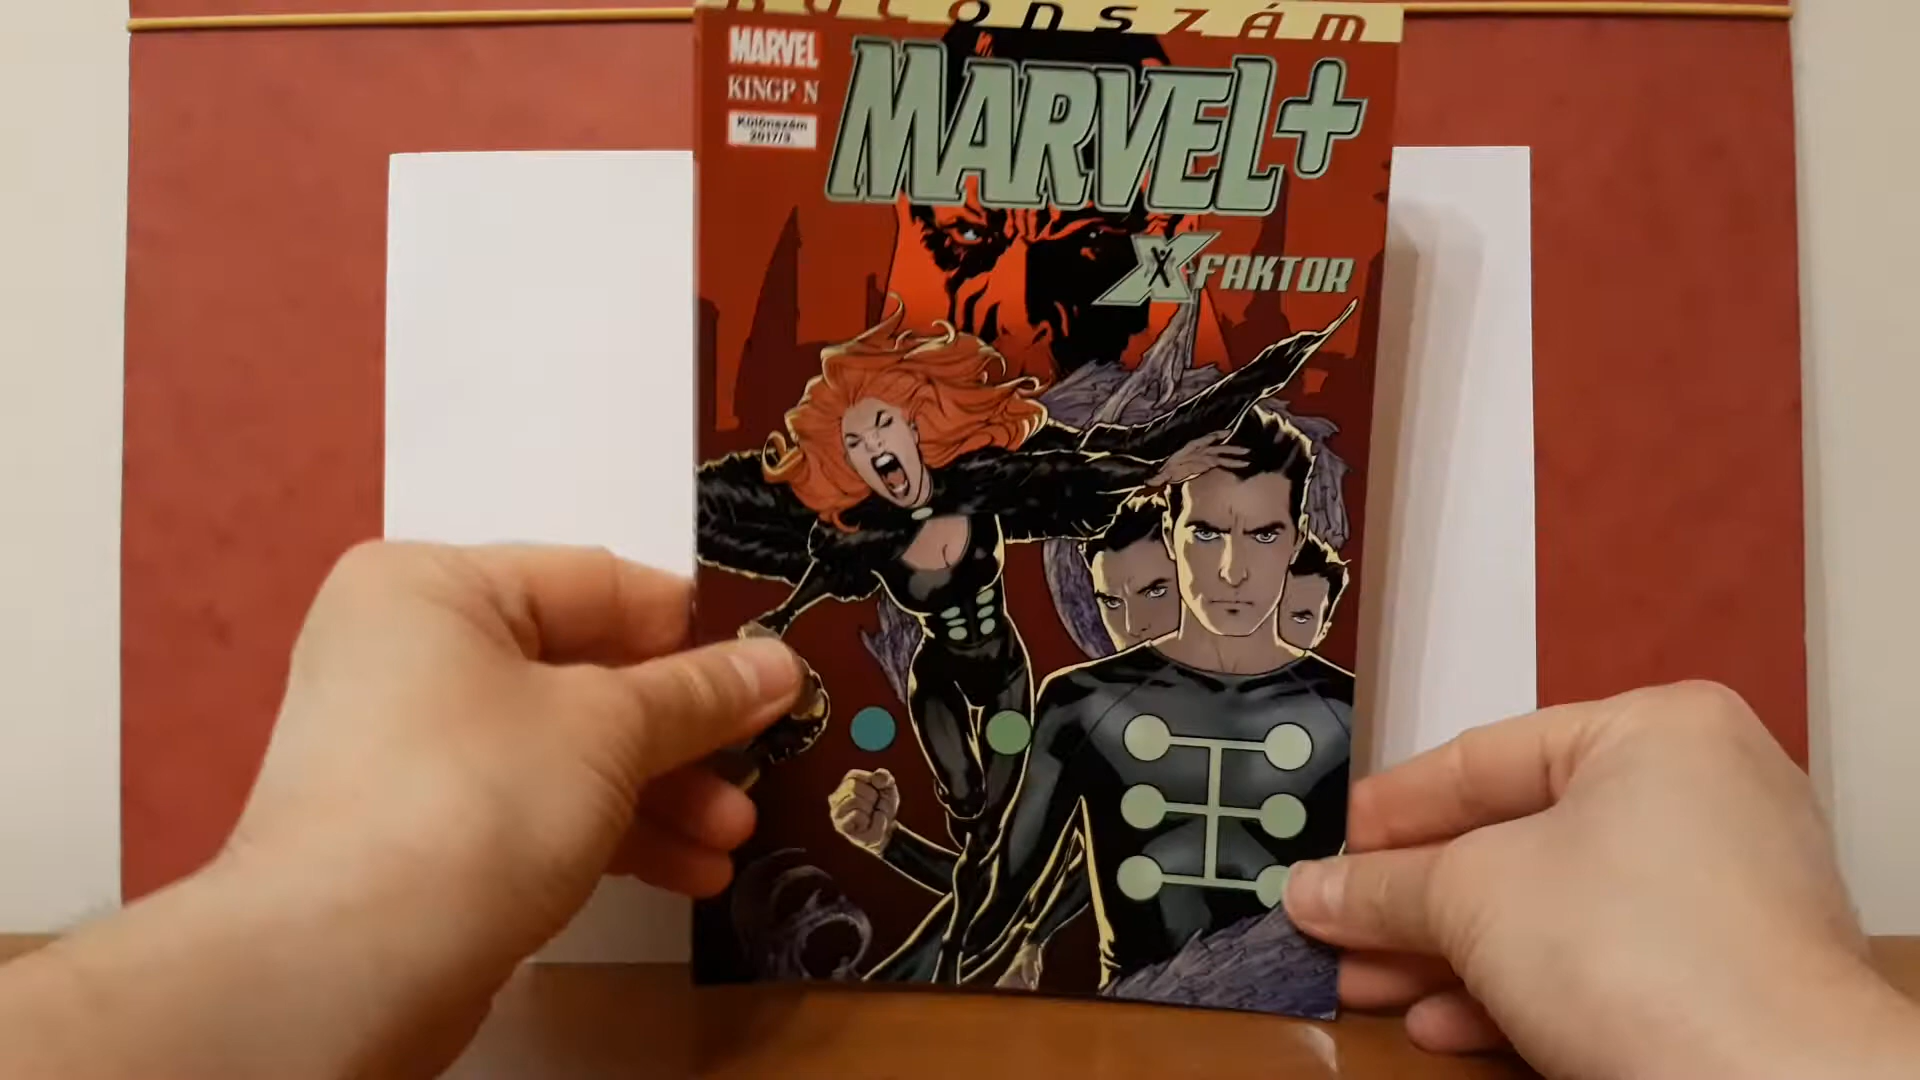 KÜLÖNSZÁM
MARVEL
KINGP N
Különszám
2017/3.
MARVEL+
X-FAKTOR